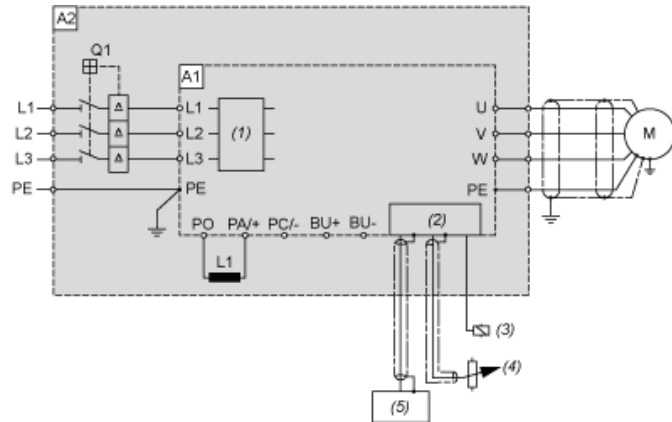 A2
Q1
A1
L1 L1 U
L2 (1) V M
L2
L3 L3 W
PE PE PE
PO PA/+ PC/- BU+ BU- (2)
L1
(3)
(4)
(5)